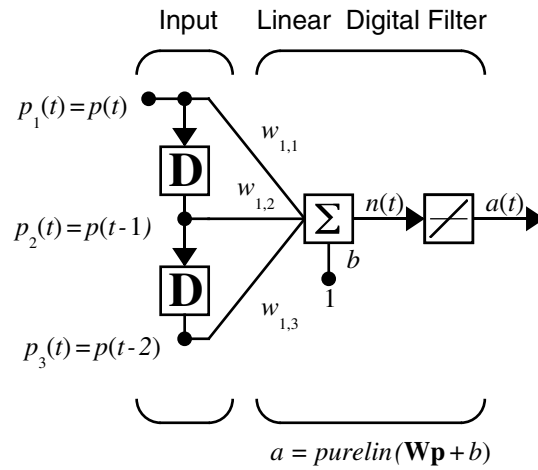 Input Linear Digital Filter
p₁(t) = p(t)
w₁,₁
D
w₁,₂
p₂(t) = p(t-1)
Σ
n(t)
a(t)
b
D
1
w₁,₃
p₃(t) = p(t-2)
a = purelin(Wp + b)